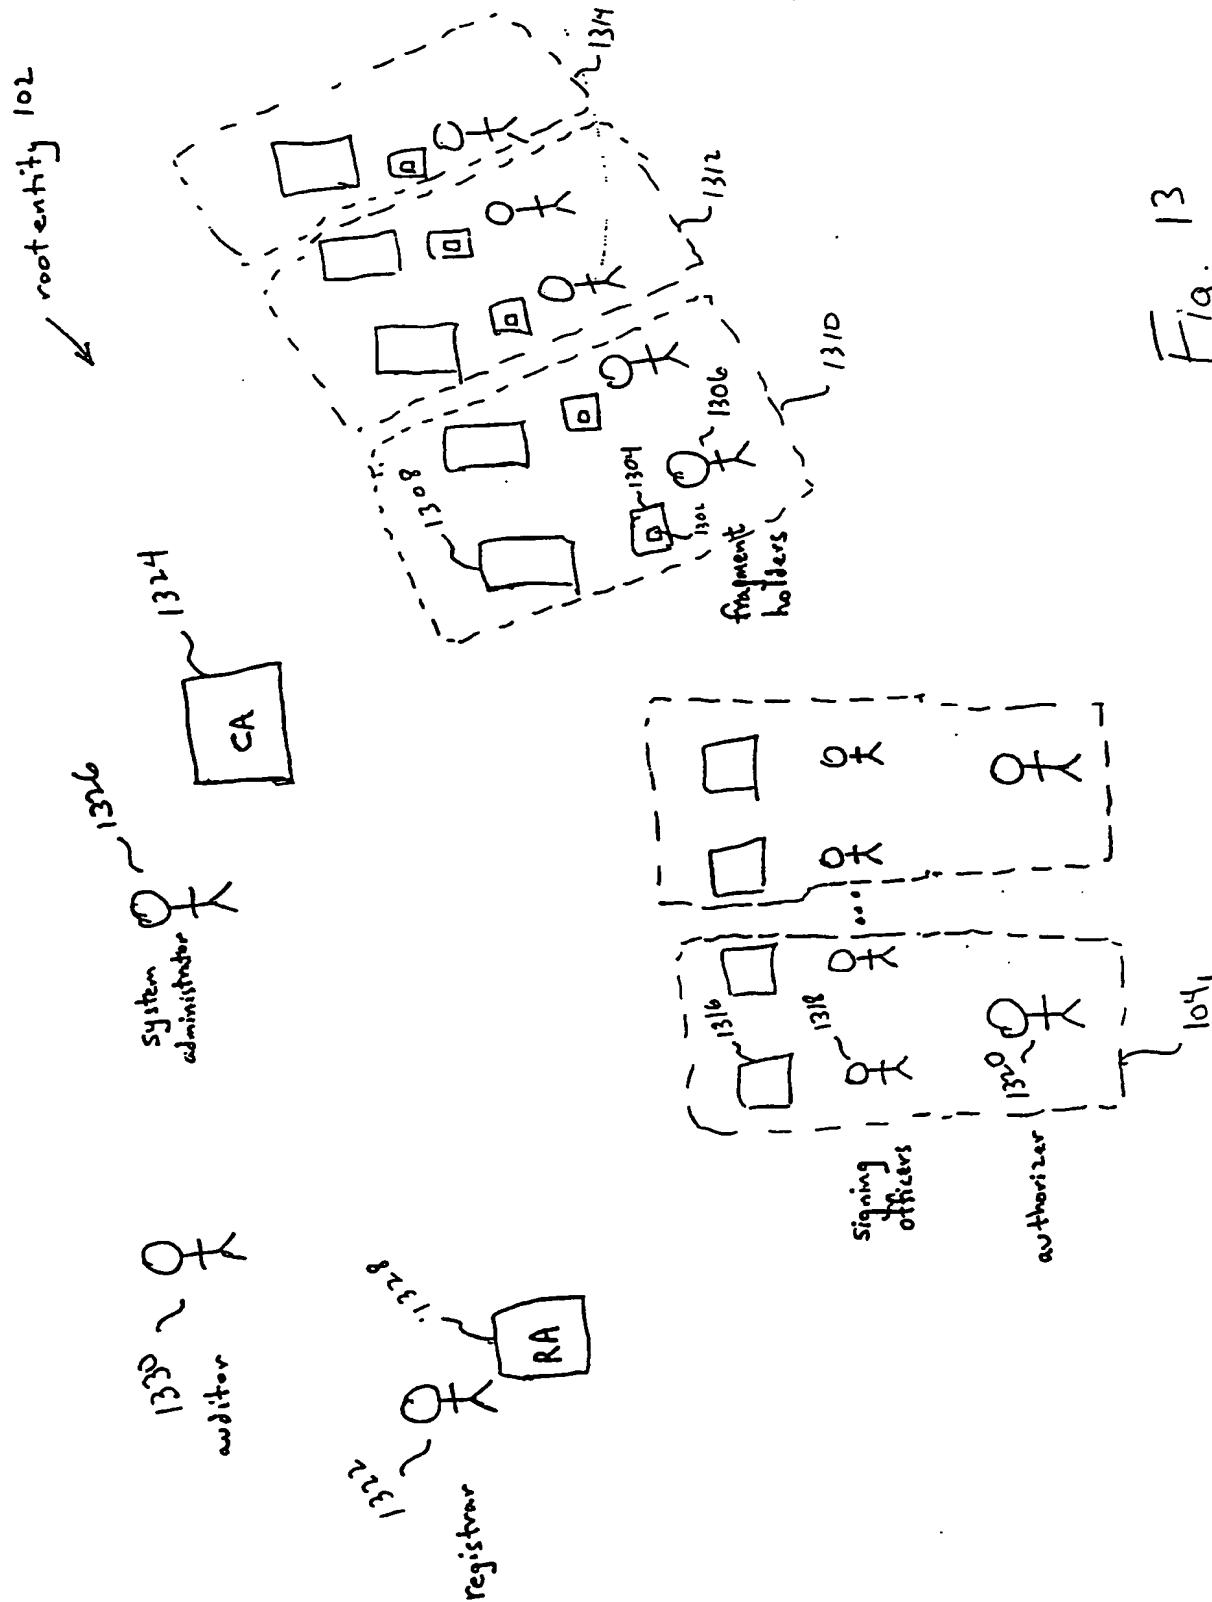 root entity 102
1324
CA
1326
system
administrator
1330
auditor
1328
RA
1322
registrar
1314
1312
1310
1308
1306
1304
1302
fragment
holders
1316
1318
1320
signing
officers
authorizer
104₁
Fig. 13